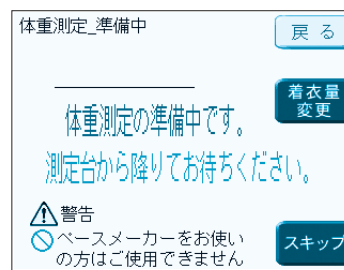 体重測定_準備中
戻る
着衣量
変更
体重測定の準備中です。
測定台から降りてお待ちください。
警告
ペースメーカーをお使い
の方はご使用できません
スキップ